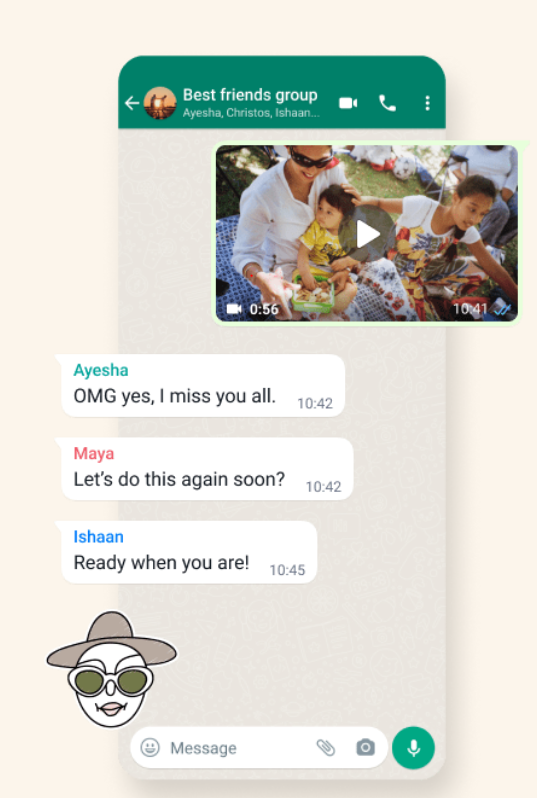 Best friends group
Ayesha, Christos, Ishaan...
0:56
10:41
Ayesha
OMG yes, I miss you all.
10:42
Maya
Let's do this again soon?
10:42
Ishaan
Ready when you are!
10:45
Message